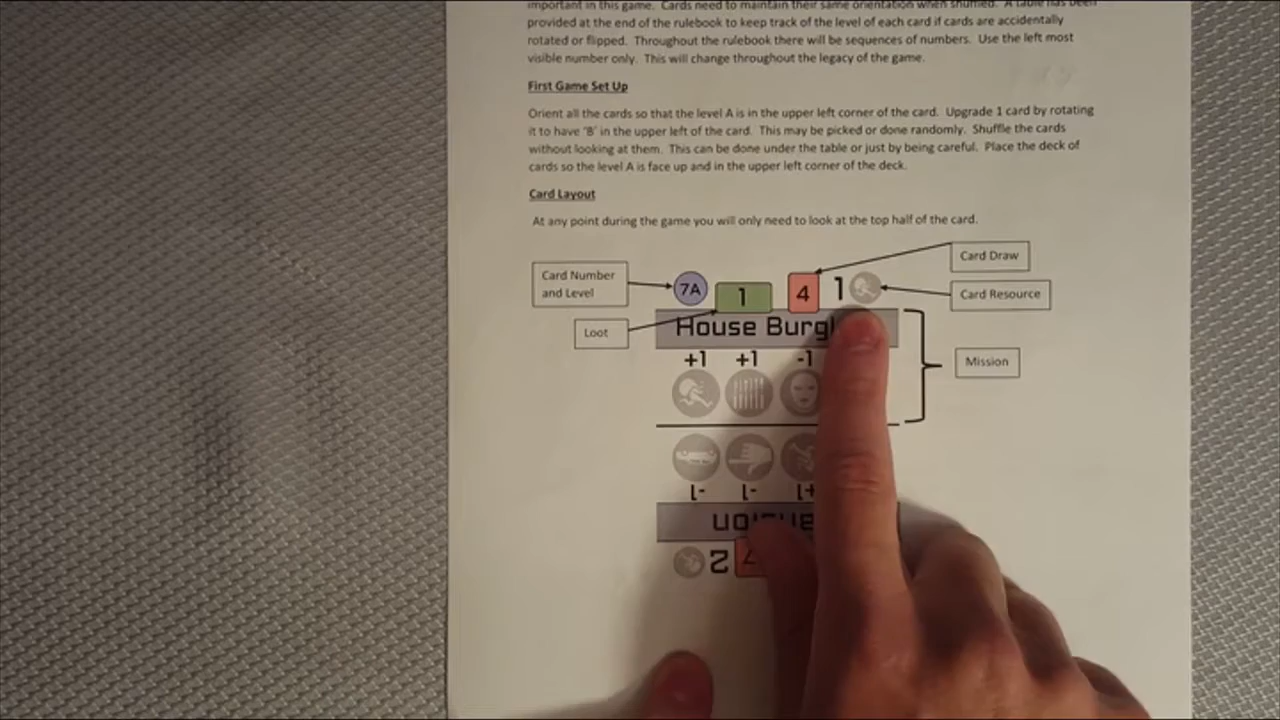 important in this game. Cards need to maintain their same orientation when shuffled. A table has been
provided at the end of the rulebook to keep track of the level of each card if cards are accidentally
rotated or flipped. Throughout the rulebook there will be sequences of numbers. Use the left most
visible number only. This will change throughout the legacy of the game.
First Game Set Up
Orient all the cards so that the level A is in the upper left corner of the card. Upgrade 1 card by rotating
it to have 'B' in the upper left of the card. This may be picked or done randomly. Shuffle the cards
without looking at them. This can be done under the table or just by being careful. Place the deck of
cards so the level A is face up and in the upper left corner of the deck.
Card Layout
At any point during the game you will only need to look at the top half of the card.
Card Draw
Card Number
and Level
7A 1 4 1
Card Resource
Loot
House Burgl
+1 +1 -1
Mission
-1 -1 +1
ansion
2